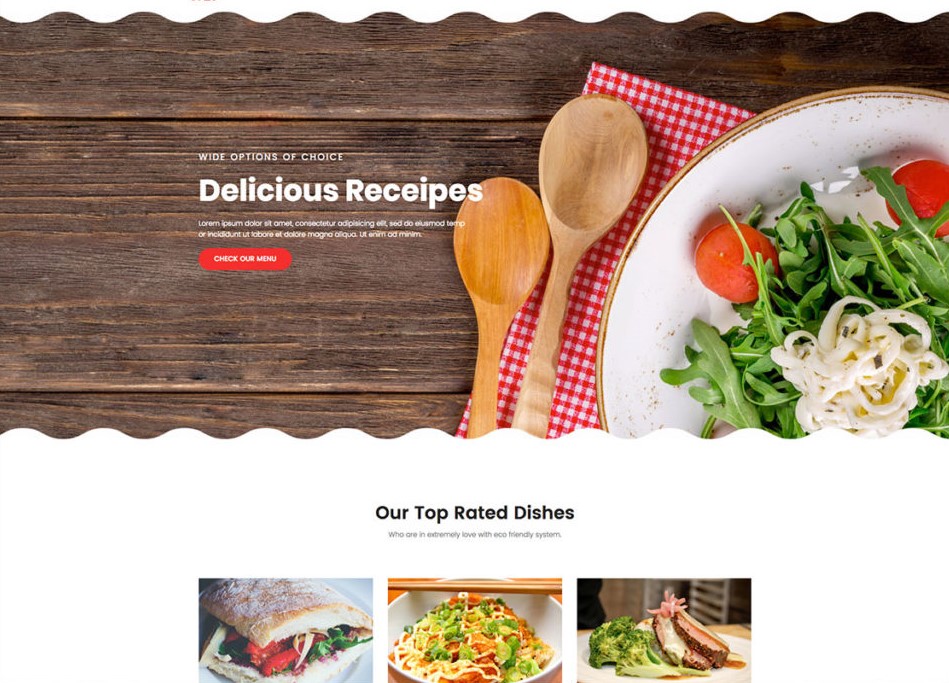 WIDE OPTIONS OF CHOICE
Delicious Receipes
Lorem ipsum dolor sit amet, consectetur adipisicing elit, sed do eiusmod temp
or incididunt ut labore et dolore magna aliqua. Ut enim ad minim.
CHECK OUR MENU
Our Top Rated Dishes
Who are in extremely love with eco friendly system.